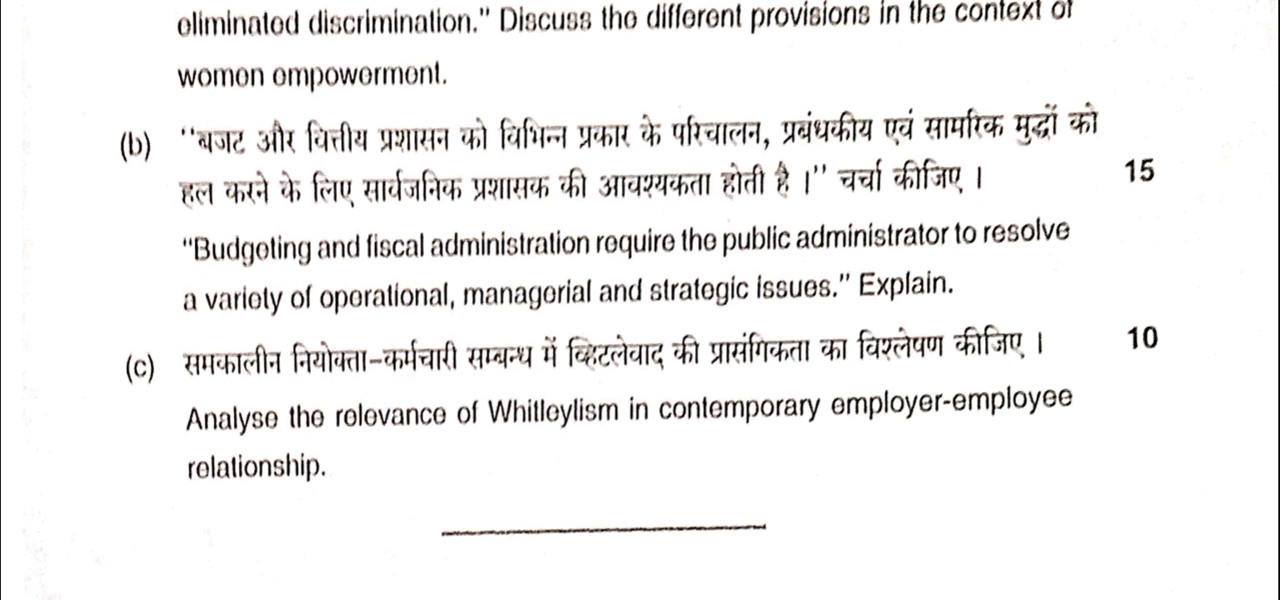 eliminated discrimination." Discuss the different provisions in the context of
women empowerment.
(b) "बजट और वित्तीय प्रशासन को विभिन्न प्रकार के परिचालन, प्रबंधकीय एवं सामरिक मुद्दों को
हल करने के लिए सार्वजनिक प्रशासक की आवश्यकता होती है ।" चर्चा कीजिए । 15
"Budgeting and fiscal administration require the public administrator to resolve
a variety of operational, managerial and strategic issues." Explain.
(c) समकालीन नियोक्ता-कर्मचारी सम्बन्ध में व्हिटलेवाद की प्रासंगिकता का विश्लेषण कीजिए । 10
Analyse the relevance of Whitleylism in contemporary employer-employee
relationship.